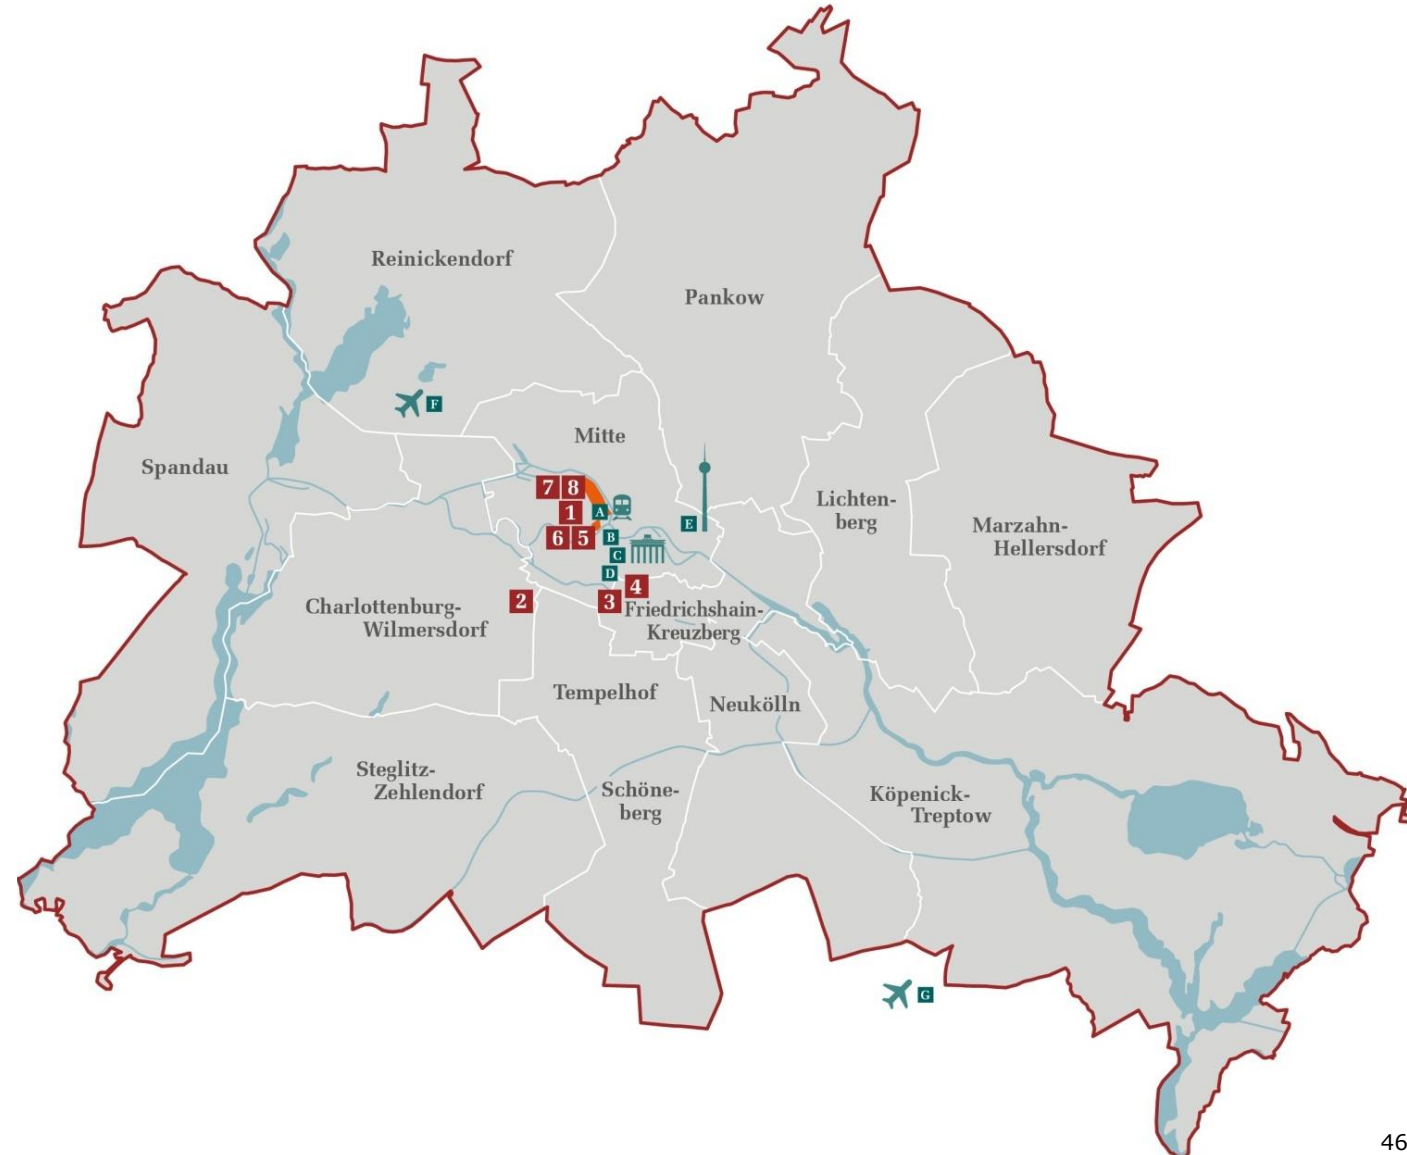 Reinickendorf
Pankow
F
Mitte
Spandau
7 8
1 A
E
6 5 B
C
D
Lichten-
berg
Marzahn-
Hellersdorf
2
3
4
Charlottenburg-
Wilmersdorf
Friedrichshain-
Kreuzberg
Tempelhof
Neukölln
Steglitz-
Zehlendorf
Schöne-
berg
Köpenick-
Treptow
G
46